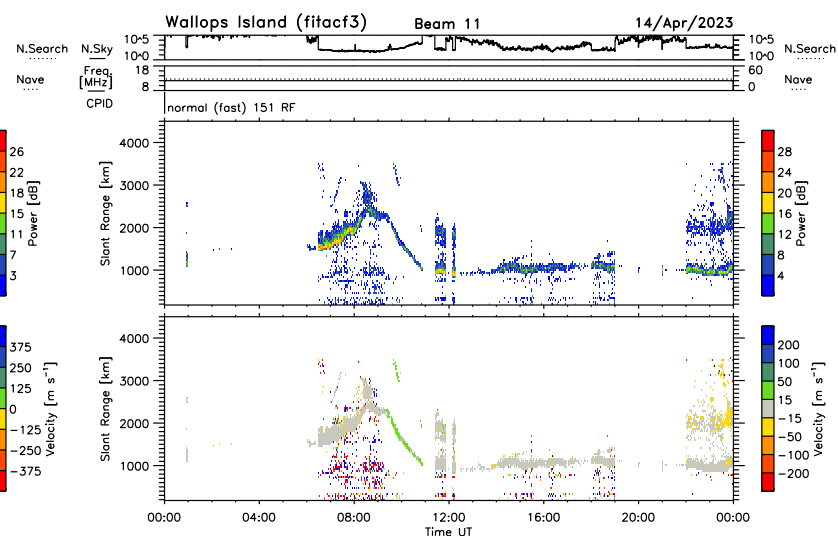 Wallops Island (fitacf3) Beam 11 14/Apr/2023
N.Search N.Sky 10^5 10^0 10^5 10^0 N.Search
Nave Freq. [MHz] 18 8 60 0 Nave
CPID normal (fast) 151 RF
Slant Range [km] 4000 3000 2000 1000
Power [dB] 26 22 18 15 11 7 3
Power [dB] 28 24 20 16 12 8 4
Slant Range [km] 4000 3000 2000 1000
Velocity [m s⁻¹] 375 250 125 0 −125 −250 −375
Velocity [m s⁻¹] 200 100 50 15 −15 −50 −100 −200
00:00 04:00 08:00 12:00 16:00 20:00 00:00
Time UT